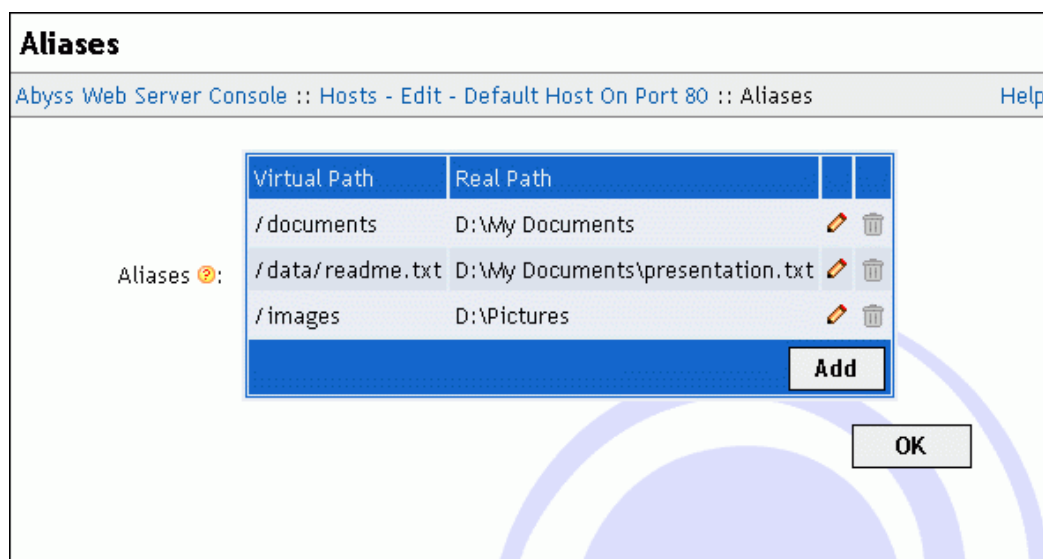 Aliases
Abyss Web Server Console :: Hosts - Edit - Default Host On Port 80 :: Aliases Help
Virtual Path Real Path
/documents D:\My Documents
Aliases ?: /data/readme.txt D:\My Documents\presentation.txt
/images D:\Pictures
Add
OK